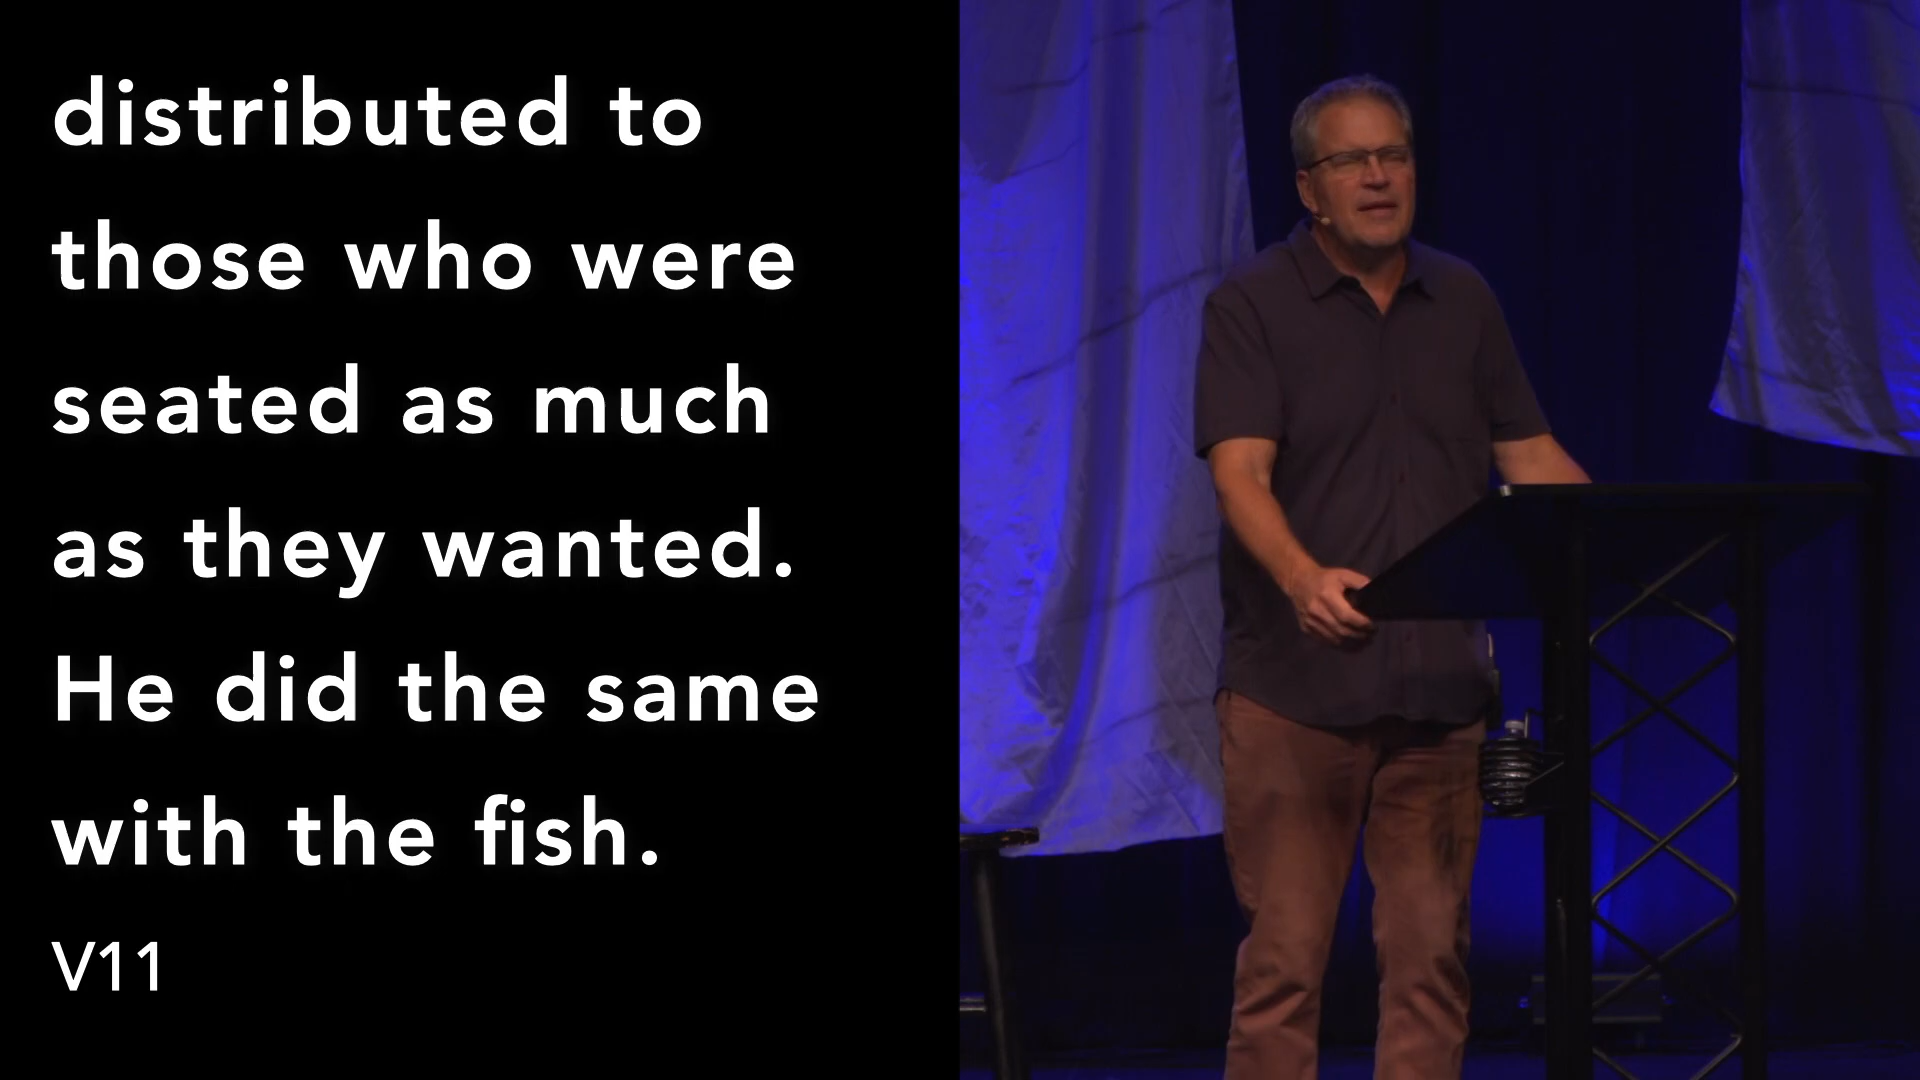 distributed to
those who were
seated as much
as they wanted.
He did the same
with the fish.
V11